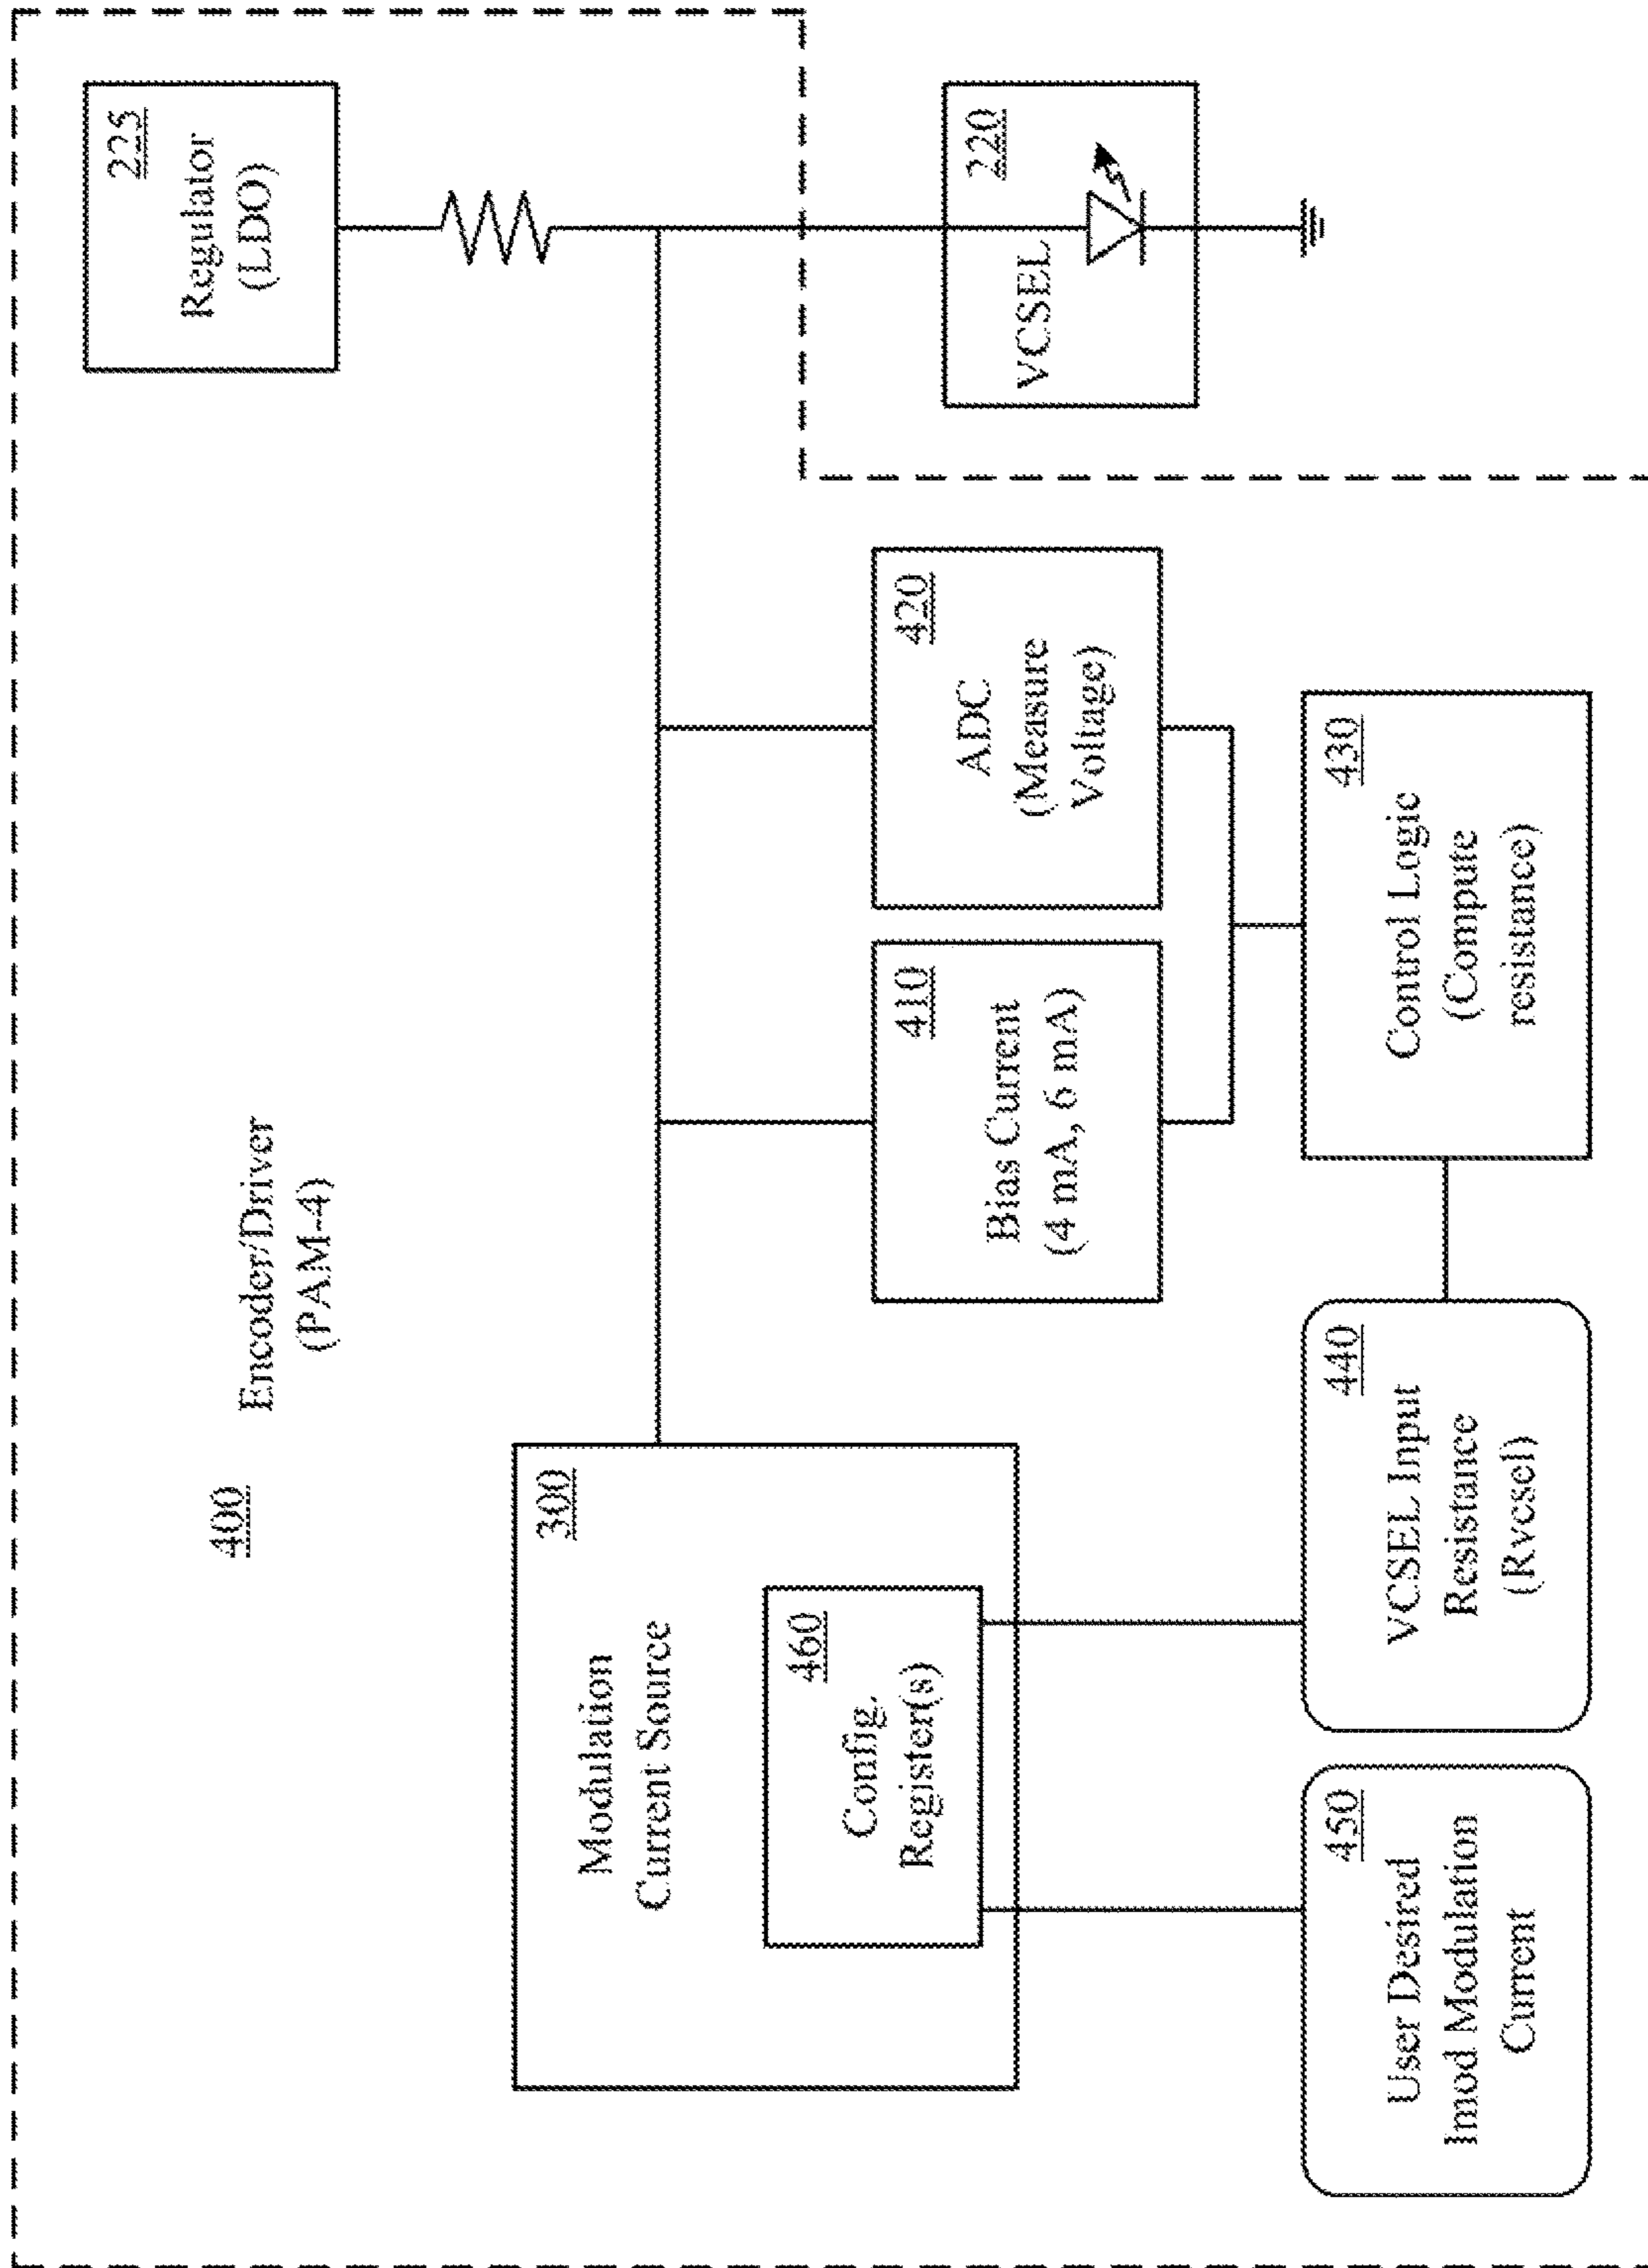 400
Encoder/Driver
(PAM-4)
225
Regulator
(LDO)
300
Modulation
Current Source
460
Config.
Register(s)
410
Bias Current
(4 mA, 6 mA)
420
ADC
(Measure
Voltage)
220
VCSEL
450
User Desired
Imod Modulation
Current
440
VCSEL Input
Resistance
(Rvcsel)
430
Control Logic
(Compute
resistance)